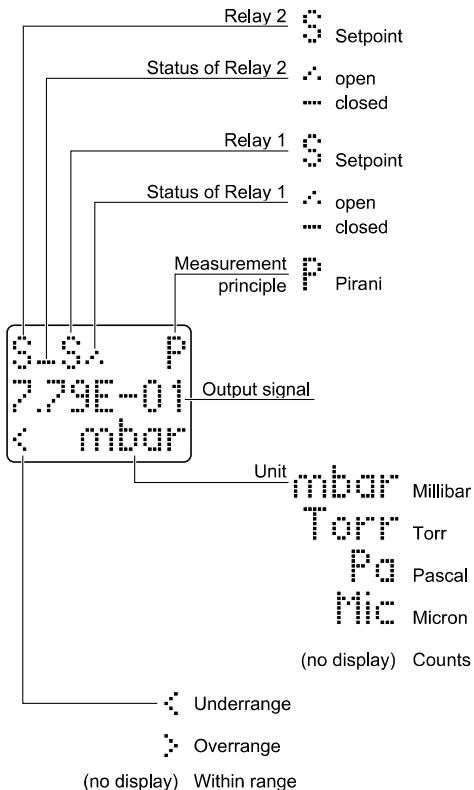 Relay 2 S Setpoint
Status of Relay 2 open
closed
Relay 1 S Setpoint
Status of Relay 1 open
closed
Measurement
principle P Pirani
S S P
7.79E-01 Output signal
< mbar
Unit mbar Millibar
Torr Torr
Pa Pascal
Mic Micron
(no display) Counts
< Underrange
> Overrange
(no display) Within range